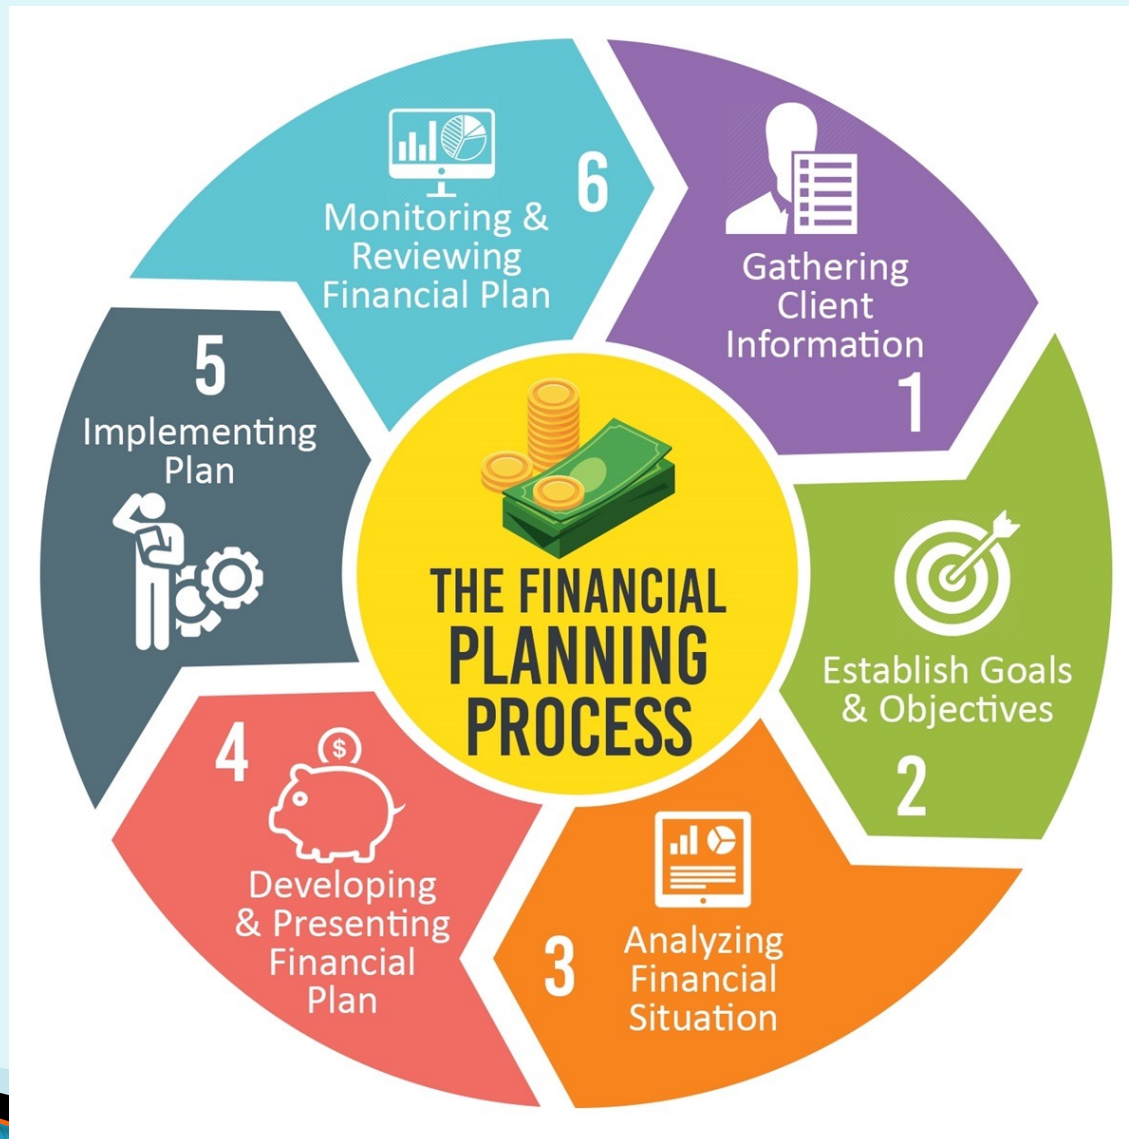 THE FINANCIAL
PLANNING
PROCESS
Gathering
Client
Information
1
Establish Goals
& Objectives
2
3
Analyzing
Financial
Situation
4
$
Developing
& Presenting
Financial
Plan
5
Implementing
Plan
6
Monitoring &
Reviewing
Financial Plan